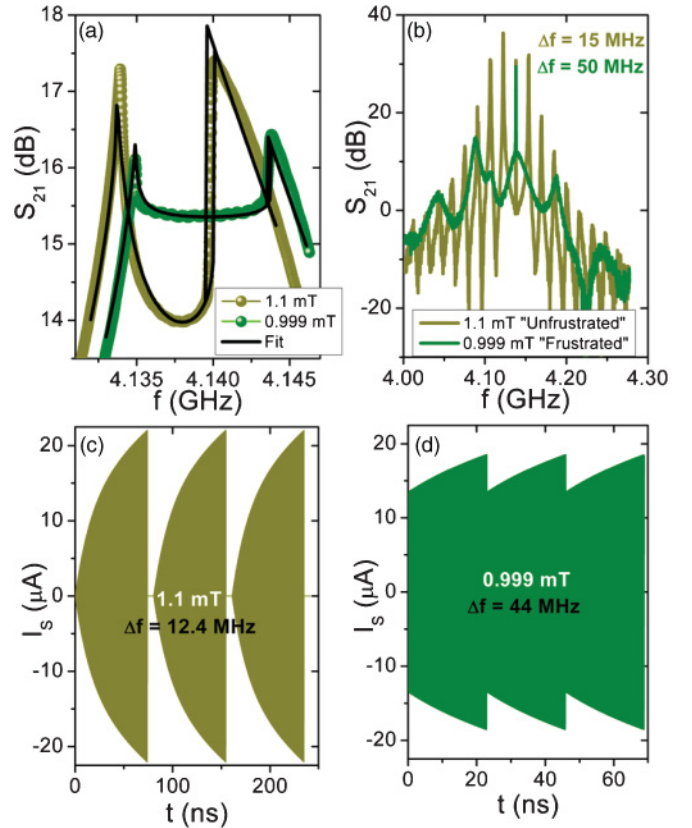 (a)
18
17
16
15
14
S21 (dB)
4.135
4.140
4.145
f (GHz)
1.1 mT
0.999 mT
Fit
(b)
40
20
0
-20
S21 (dB)
Δf = 15 MHz
Δf = 50 MHz
1.1 mT "Unfrustrated"
0.999 mT "Frustrated"
4.00
4.10
4.20
4.30
f (GHz)
(c)
20
10
0
-10
-20
Is (μA)
1.1 mT
Δf = 12.4 MHz
0
100
200
t (ns)
(d)
20
10
0
-10
-20
Is (μA)
0.999 mT
Δf = 44 MHz
0
20
40
60
t (ns)